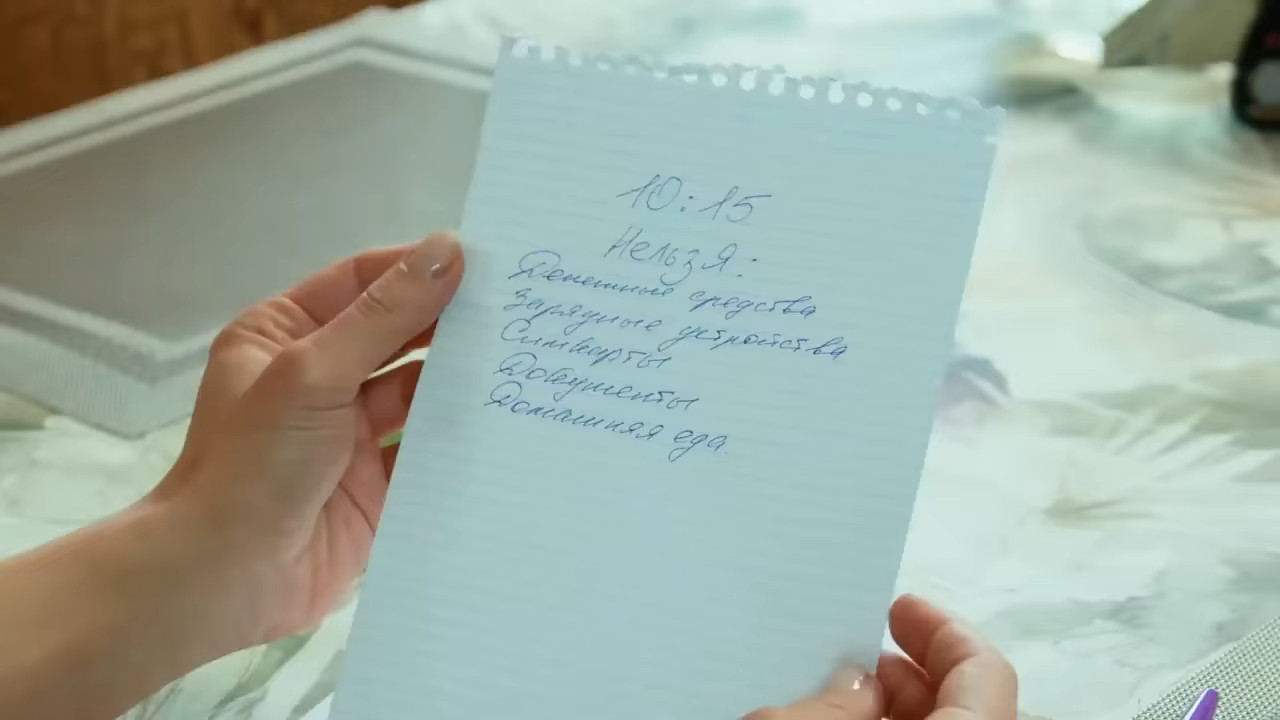 10:15
Нельзя:
Денежные средства
Зарядные устройства
Симкарты
Документы
Домашняя еда.